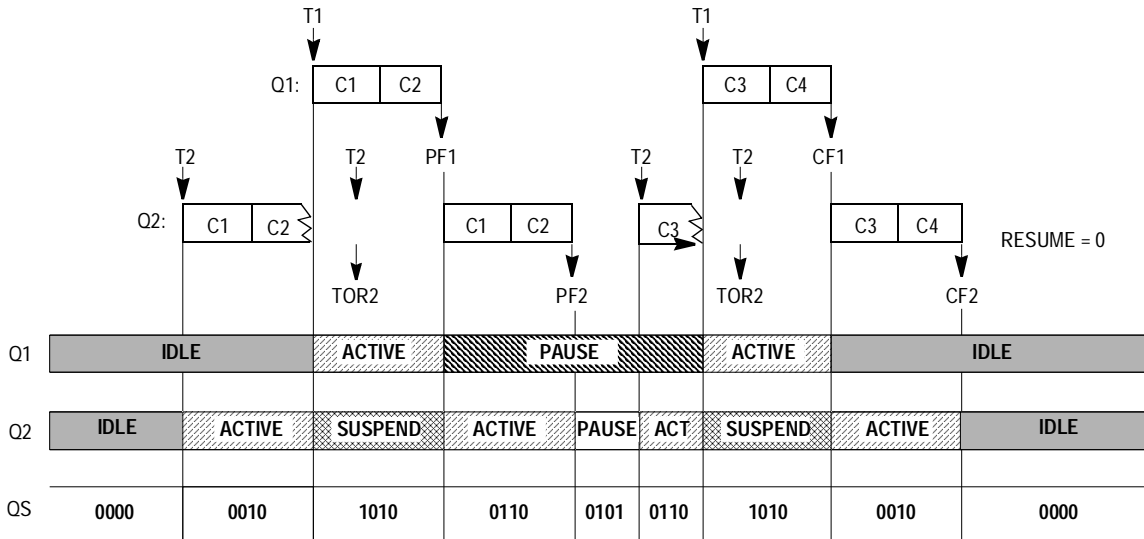 T1 T1
Q1: C1 C2 C3 C4
T2 T2 PF1 T2 T2 CF1
Q2: C1 C2 C1 C2 C3 C3 C4
RESUME = 0
TOR2 PF2 TOR2 CF2
Q1 IDLE ACTIVE PAUSE ACTIVE IDLE
Q2 IDLE ACTIVE SUSPEND ACTIVE PAUSE ACT SUSPEND ACTIVE IDLE
QS 0000 0010 1010 0110 0101 0110 1010 0010 0000